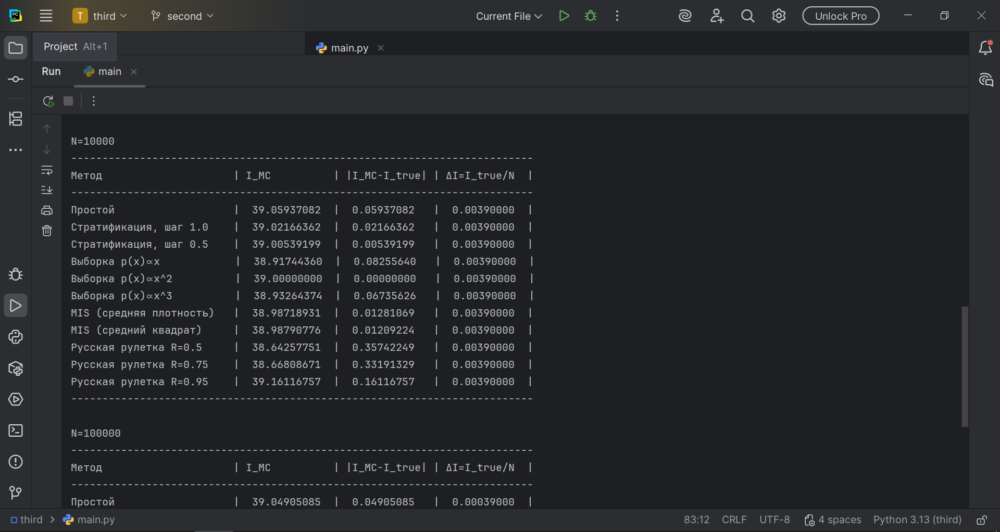 T third second Current File Unlock Pro
Project Alt+1
main.py
Run main
N=10000
--------------------------------------------------------------------------
Метод | I_MC | |I_MC-I_true| | ΔI=I_true/N |
--------------------------------------------------------------------------
Простой | 39.05937082 | 0.05937082 | 0.00390000 |
Стратификация, шаг 1.0 | 39.02166362 | 0.02166362 | 0.00390000 |
Стратификация, шаг 0.5 | 39.00539199 | 0.00539199 | 0.00390000 |
Выборка p(x)∝x | 38.91744360 | 0.08255640 | 0.00390000 |
Выборка p(x)∝x^2 | 39.00000000 | 0.00000000 | 0.00390000 |
Выборка p(x)∝x^3 | 38.93264374 | 0.06735626 | 0.00390000 |
MIS (средняя плотность) | 38.98718931 | 0.01281069 | 0.00390000 |
MIS (средний квадрат) | 38.98790776 | 0.01209224 | 0.00390000 |
Русская рулетка R=0.5 | 38.64257751 | 0.35742249 | 0.00390000 |
Русская рулетка R=0.75 | 38.66808671 | 0.33191329 | 0.00390000 |
Русская рулетка R=0.95 | 39.16116757 | 0.16116757 | 0.00390000 |
--------------------------------------------------------------------------
N=100000
--------------------------------------------------------------------------
Метод | I_MC | |I_MC-I_true| | ΔI=I_true/N |
--------------------------------------------------------------------------
Простой | 39.04905085 | 0.04905085 | 0.00039000 |
third > main.py 83:12 CRLF UTF-8 4 spaces Python 3.13 (third)